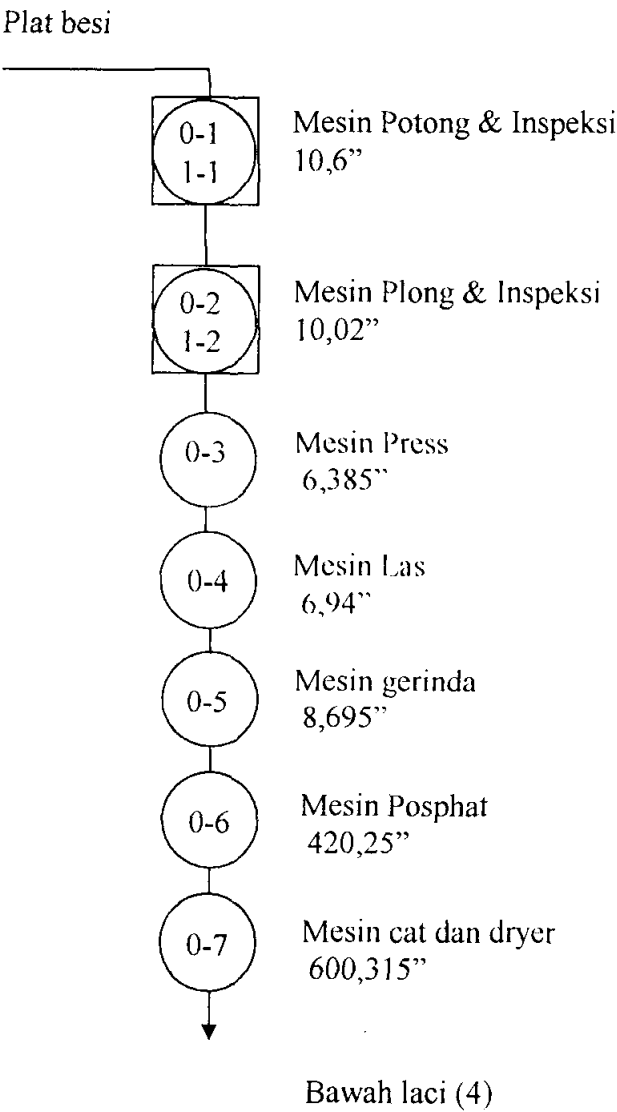 Plat besi
0-1
1-1
Mesin Potong & Inspeksi
10,6”
0-2
1-2
Mesin Plong & Inspeksi
10,02”
0-3
Mesin Press
6,385”
0-4
Mesin Las
6,94”
0-5
Mesin gerinda
8,695”
0-6
Mesin Posphat
420,25”
0-7
Mesin cat dan dryer
600,315”
Bawah laci (4)